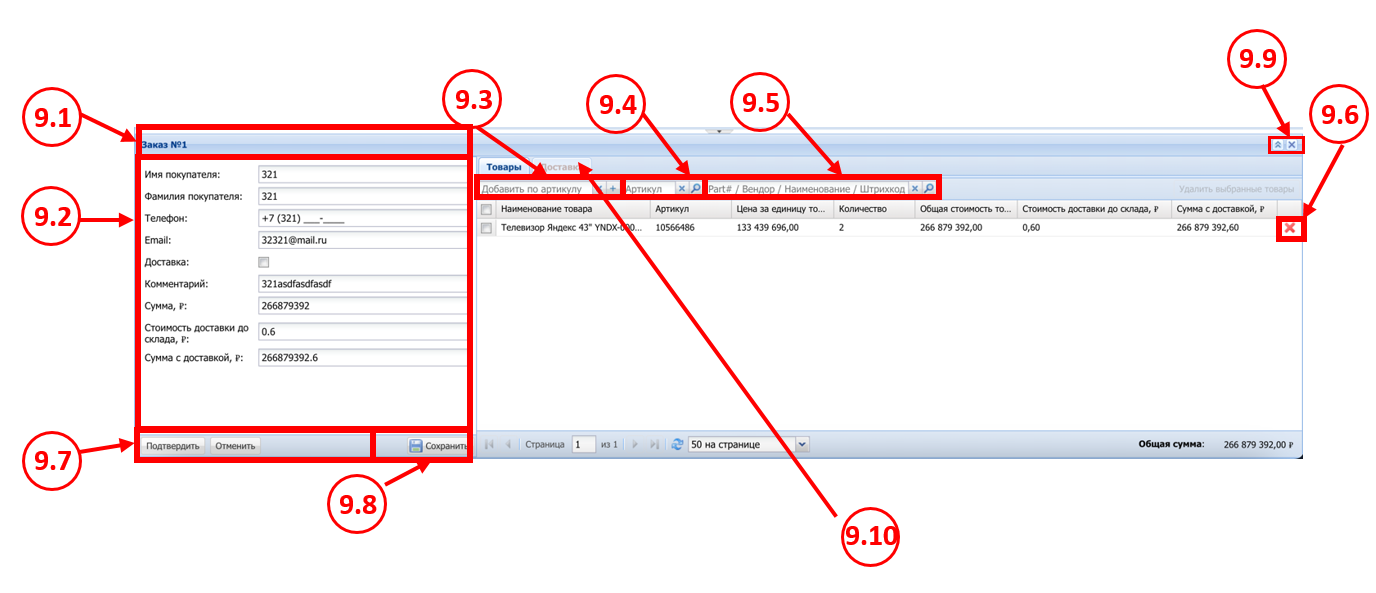 9.9
9.3
9.4
9.5
9.6
9.1
Заказ №1
Товары Доставка
Имя покупателя: 321
Добавить по артикулу Артикул Part# / Вендор / Наименование / Штрихкод Удалить выбранные товары
Фамилия покупателя: 321
Наименование товара Артикул Цена за единицу то... Количество Общая стоимость то... Стоимость доставки до склада, ₽ Сумма с доставкой, ₽
9.2
Телефон: +7 (321) ___-____
Телевизор Яндекс 43" YNDX-000... 10566486 133 439 696,00 2 266 879 392,00 0,60 266 879 392,60
Email: 32321@mail.ru
Доставка:
Комментарий: 321asdfasdfasdf
Сумма, ₽: 266879392
Стоимость доставки до
склада, ₽: 0.6
Сумма с доставкой, ₽: 266879392.6
Подтвердить Отменить Сохранить
Страница 1 из 1 50 на странице Общая сумма: 266 879 392,00 ₽
9.7
9.8
9.10